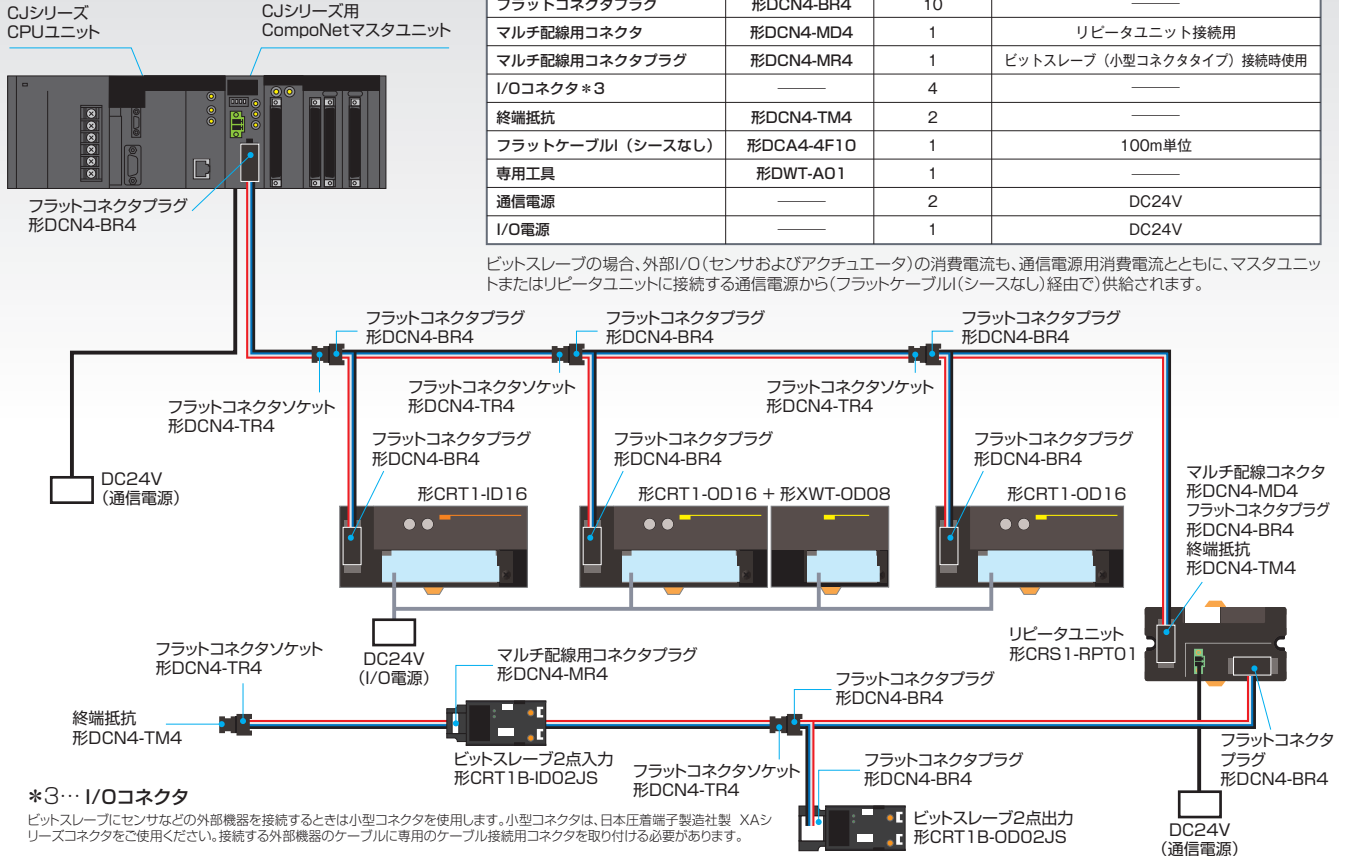 CJシリーズ
CPUユニット
CJシリーズ用
CompoNetマスタユニット
フラットコネクタプラグ 形DCN4-BR4 10 ───
マルチ配線用コネクタ 形DCN4-MD4 1 リピータユニット接続用
マルチ配線用コネクタプラグ 形DCN4-MR4 1 ビットスレーブ（小型コネクタタイプ）接続時使用
I/Oコネクタ＊3 ─── 4 ───
終端抵抗 形DCN4-TM4 2 ───
フラットケーブルI（シースなし） 形DCA4-4F10 1 100m単位
専用工具 形DWT-A01 1 ───
通信電源 ─── 2 DC24V
I/O電源 ─── 1 DC24V
ビットスレーブの場合、外部I/O（センサおよびアクチュエータ）の消費電流も、通信電源用消費電流とともに、マスタユニッ
トまたはリピータユニットに接続する通信電源から（フラットケーブルI（シースなし）経由で）供給されます。
フラットコネクタプラグ
形DCN4-BR4
フラットコネクタプラグ
形DCN4-BR4
フラットコネクタプラグ
形DCN4-BR4
フラットコネクタプラグ
形DCN4-BR4
フラットコネクタソケット
形DCN4-TR4
フラットコネクタソケット
形DCN4-TR4
フラットコネクタソケット
形DCN4-TR4
フラットコネクタプラグ
形DCN4-BR4
フラットコネクタプラグ
形DCN4-BR4
フラットコネクタプラグ
形DCN4-BR4
DC24V
（通信電源）
形CRT1-ID16
形CRT1-OD16 + 形XWT-OD08
形CRT1-OD16
マルチ配線コネクタ
形DCN4-MD4
フラットコネクタプラグ
形DCN4-BR4
終端抵抗
形DCN4-TM4
DC24V
（I/O電源）
リピータユニット
形CRS1-RPT01
フラットコネクタソケット
形DCN4-TR4
マルチ配線用コネクタプラグ
形DCN4-MR4
フラットコネクタプラグ
形DCN4-BR4
終端抵抗
形DCN4-TM4
ビットスレーブ2点入力
形CRT1B-ID02JS
フラットコネクタソケット
形DCN4-TR4
フラットコネクタプラグ
形DCN4-BR4
フラットコネクタ
プラグ
形DCN4-BR4
ビットスレーブ2点出力
形CRT1B-OD02JS
DC24V
（通信電源）
＊3… I/Oコネクタ
ビットスレーブにセンサなどの外部機器を接続するときは小型コネクタを使用します。小型コネクタは、日本圧着端子製造社製 XAシ
リーズコネクタをご使用ください。接続する外部機器のケーブルに専用のケーブル接続用コネクタを取り付ける必要があります。